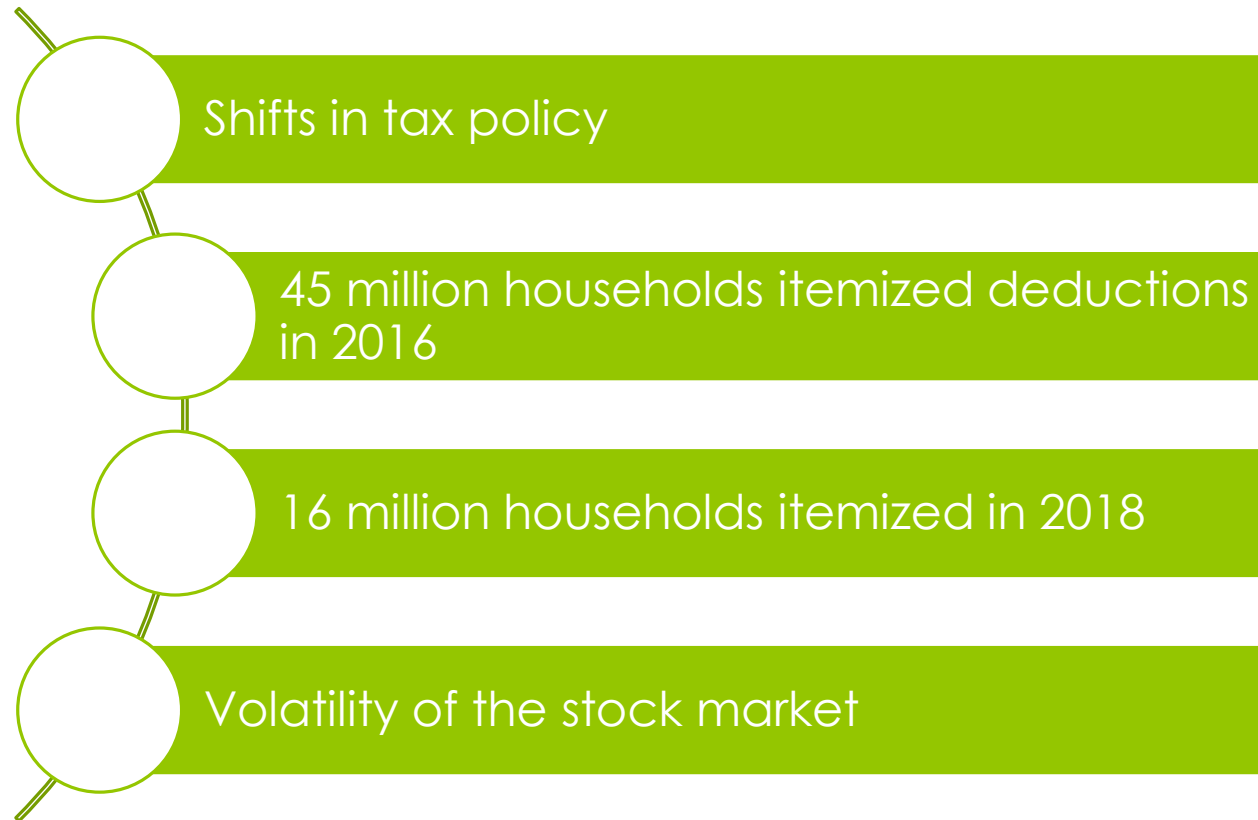 Shifts in tax policy
45 million households itemized deductions
in 2016
16 million households itemized in 2018
Volatility of the stock market